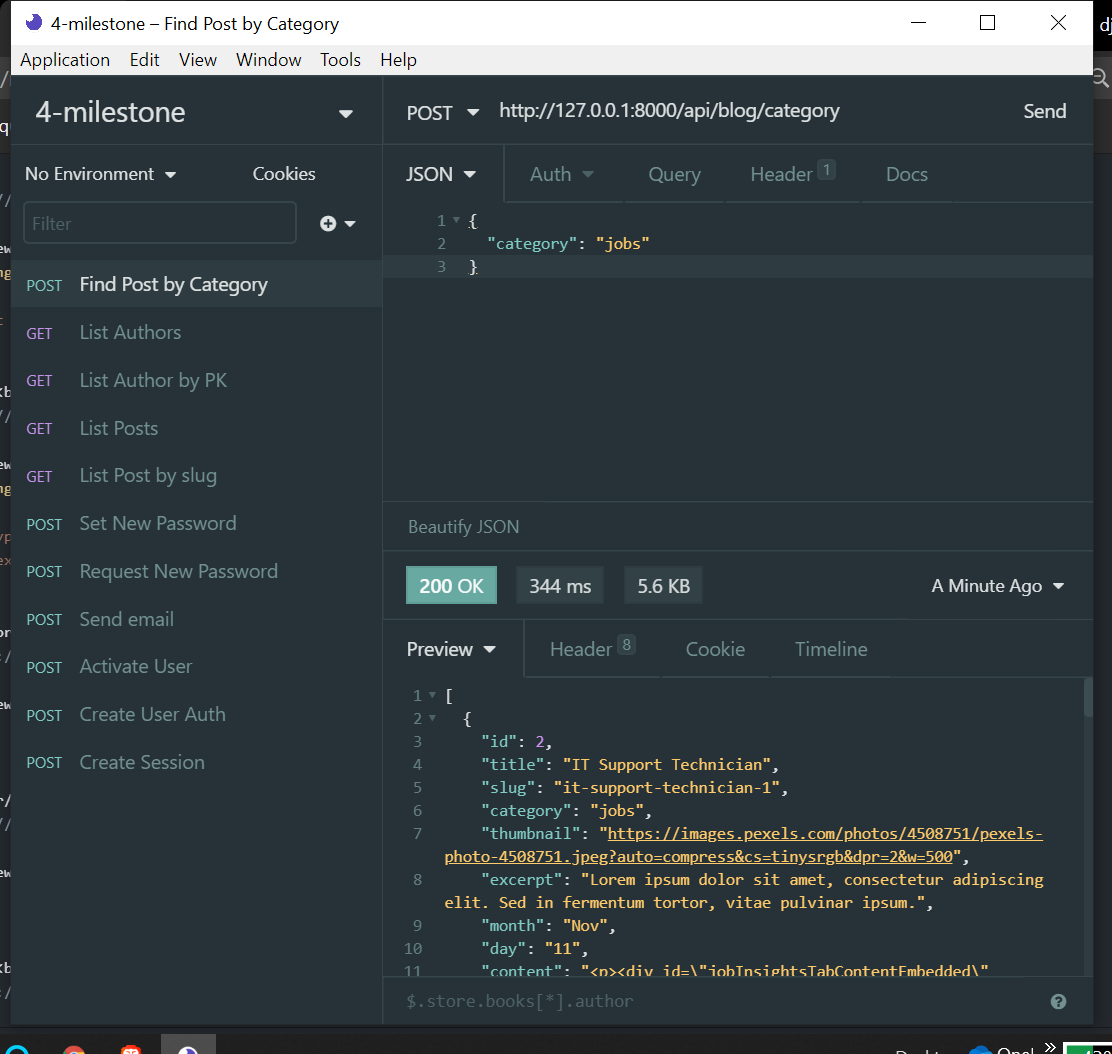 4-milestone – Find Post by Category
Application Edit View Window Tools Help
4-milestone
POST http://127.0.0.1:8000/api/blog/category Send
No Environment Cookies
JSON Auth Query Header 1 Docs
Filter
1 {
2 "category": "jobs"
3 }
POST Find Post by Category
GET List Authors
GET List Author by PK
GET List Posts
GET List Post by slug
POST Set New Password
POST Request New Password
POST Send email
POST Activate User
POST Create User Auth
POST Create Session
Beautify JSON
200 OK 344 ms 5.6 KB A Minute Ago
Preview Header 8 Cookie Timeline
1 [
2 {
3 "id": 2,
4 "title": "IT Support Technician",
5 "slug": "it-support-technician-1",
6 "category": "jobs",
7 "thumbnail": "https://images.pexels.com/photos/4508751/pexels-
photo-4508751.jpeg?auto=compress&cs=tinysrgb&dpr=2&w=500",
8 "excerpt": "Lorem ipsum dolor sit amet, consectetur adipiscing
elit. Sed in fermentum tortor, vitae pulvinar ipsum.",
9 "month": "Nov",
10 "day": "11",
11 "content": "<p><div id=\"jobInsightsTabContentEmbedded\"
$.store.books[*].author